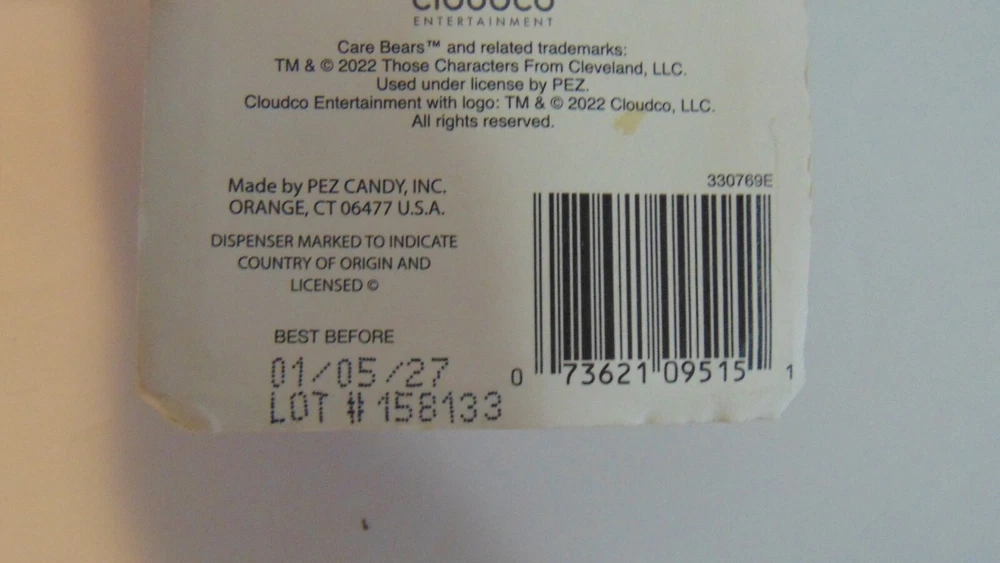 cloudco
ENTERTAINMENT
Care Bears™ and related trademarks:
TM & © 2022 Those Characters From Cleveland, LLC.
Used under license by PEZ.
Cloudco Entertainment with logo: TM & © 2022 Cloudco, LLC.
All rights reserved.
Made by PEZ CANDY, INC.
ORANGE, CT 06477 U.S.A.
DISPENSER MARKED TO INDICATE
COUNTRY OF ORIGIN AND
LICENSED ©
BEST BEFORE
01/05/27
LOT # 158133
330769E
0 73621 09515 1